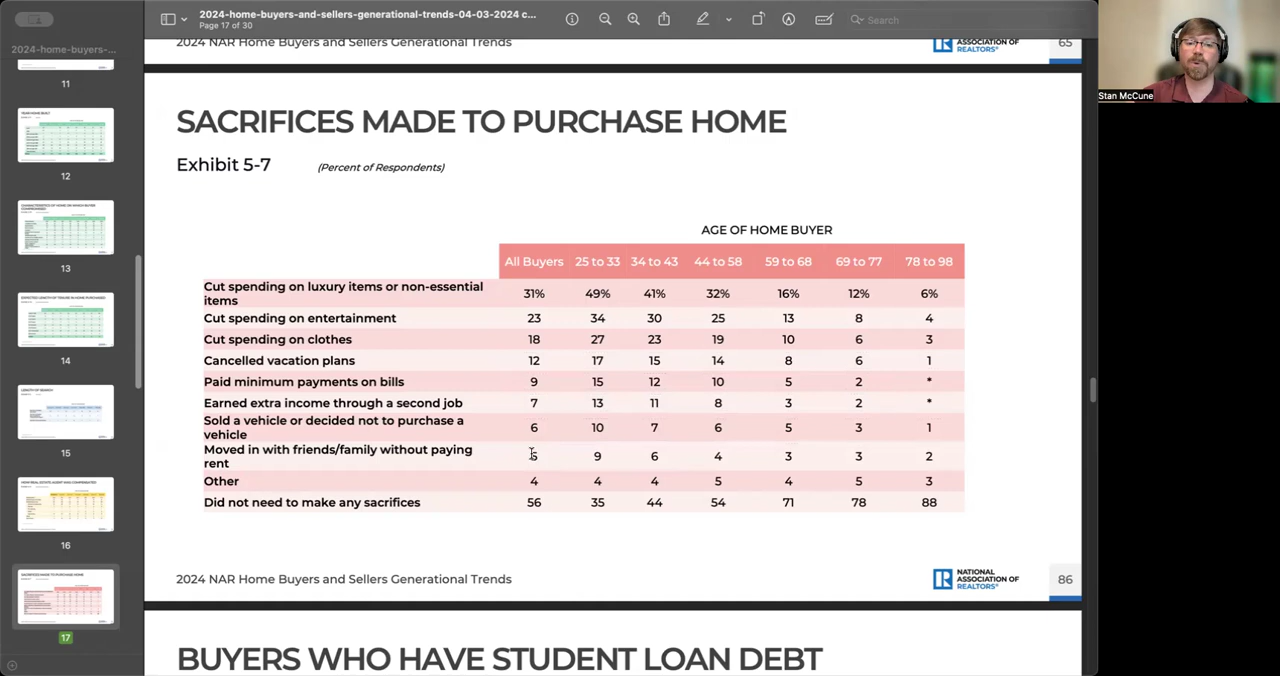 2024-home-buyers-and-sellers-generational-trends-04-03-2024 c...
Page 17 of 30
Search
2024-home-buyers-...
11
12
13
14
15
16
17
2024 NAR Home Buyers and Sellers Generational Trends
ASSOCIATION OF
REALTORS®
65
SACRIFICES MADE TO PURCHASE HOME
Exhibit 5-7 (Percent of Respondents)
AGE OF HOME BUYER
All Buyers 25 to 33 34 to 43 44 to 58 59 to 68 69 to 77 78 to 98
Cut spending on luxury items or non-essential
items 31% 49% 41% 32% 16% 12% 6%
Cut spending on entertainment 23 34 30 25 13 8 4
Cut spending on clothes 18 27 23 19 10 6 3
Cancelled vacation plans 12 17 15 14 8 6 1
Paid minimum payments on bills 9 15 12 10 5 2 *
Earned extra income through a second job 7 13 11 8 3 2 *
Sold a vehicle or decided not to purchase a
vehicle 6 10 7 6 5 3 1
Moved in with friends/family without paying
rent 5 9 6 4 3 3 2
Other 4 4 4 5 4 5 3
Did not need to make any sacrifices 56 35 44 54 71 78 88
2024 NAR Home Buyers and Sellers Generational Trends
NATIONAL
ASSOCIATION OF
REALTORS®
86
BUYERS WHO HAVE STUDENT LOAN DEBT
Stan McCune